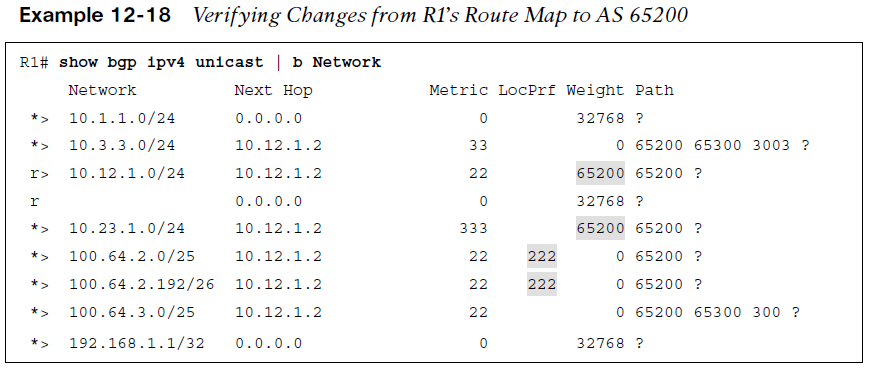 Example 12-18 Verifying Changes from R1's Route Map to AS 65200
R1# show bgp ipv4 unicast | b Network
Network Next Hop Metric LocPrf Weight Path
*> 10.1.1.0/24 0.0.0.0 0 32768 ?
*> 10.3.3.0/24 10.12.1.2 33 0 65200 65300 3003 ?
r> 10.12.1.0/24 10.12.1.2 22 65200 65200 ?
r 0.0.0.0 0 32768 ?
*> 10.23.1.0/24 10.12.1.2 333 65200 65200 ?
*> 100.64.2.0/25 10.12.1.2 22 222 0 65200 ?
*> 100.64.2.192/26 10.12.1.2 22 222 0 65200 ?
*> 100.64.3.0/25 10.12.1.2 22 0 65200 65300 300 ?
*> 192.168.1.1/32 0.0.0.0 0 32768 ?